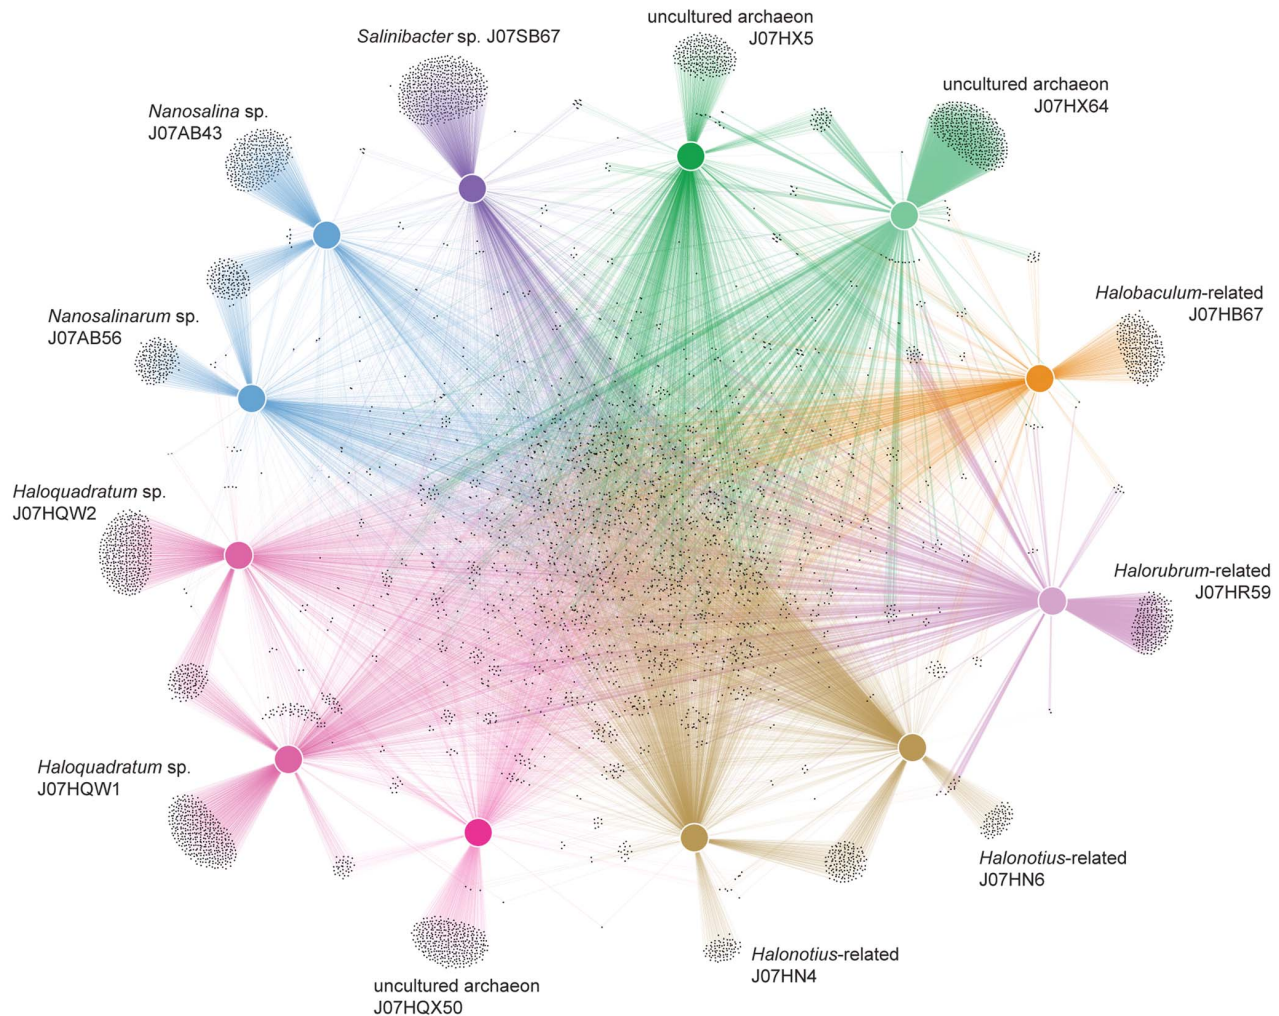 uncultured archaeon
J07HX5
Salinibacter sp. J07SB67
uncultured archaeon
J07HX64
Nanosalina sp.
J07AB43
Halobaculum-related
J07HB67
Nanosalinarum sp.
J07AB56
Haloquadratum sp.
J07HQW2
Halorubrum-related
J07HR59
Haloquadratum sp.
J07HQW1
Halonotius-related
J07HN6
Halonotius-related
J07HN4
uncultured archaeon
J07HQX50